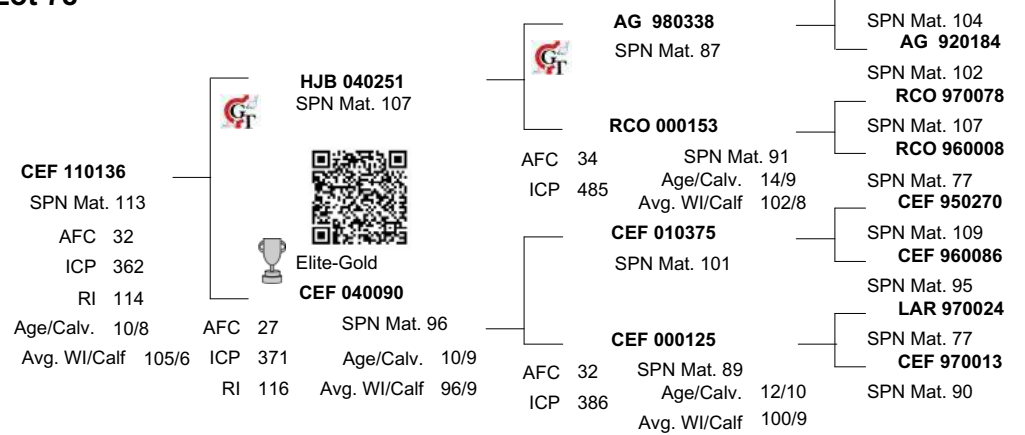 AG 980338
SPN Mat. 87
SPN Mat. 104
AG 920184
SPN Mat. 102
GT
HJB 040251
SPN Mat. 107
GT
RCO 000153
AFC 34
SPN Mat. 91
ICP 485
Age/Calv. 14/9
Avg. WI/Calf 102/8
RCO 970078
SPN Mat. 107
RCO 960008
SPN Mat. 77
CEF 110136
SPN Mat. 113
AFC 32
ICP 362
RI 114
Age/Calv. 10/8
Avg. WI/Calf 105/6
Elite-Gold
CEF 040090
AFC 27
SPN Mat. 96
ICP 371
Age/Calv. 10/9
RI 116
Avg. WI/Calf 96/9
CEF 010375
SPN Mat. 101
CEF 950270
SPN Mat. 109
CEF 960086
SPN Mat. 95
CEF 000125
AFC 32
SPN Mat. 89
ICP 386
Age/Calv. 12/10
Avg. WI/Calf 100/9
LAR 970024
SPN Mat. 77
CEF 970013
SPN Mat. 90